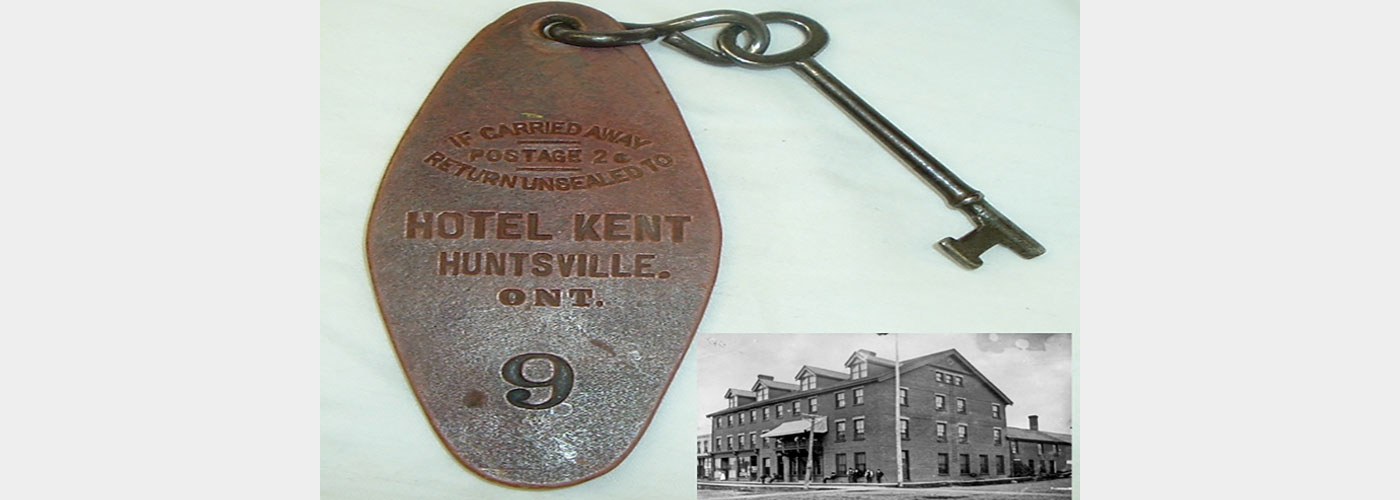 IF CARRIED AWAY
POSTAGE 2¢
RETURN UNSEALED TO
HOTEL KENT
HUNTSVILLE.
ONT.
9